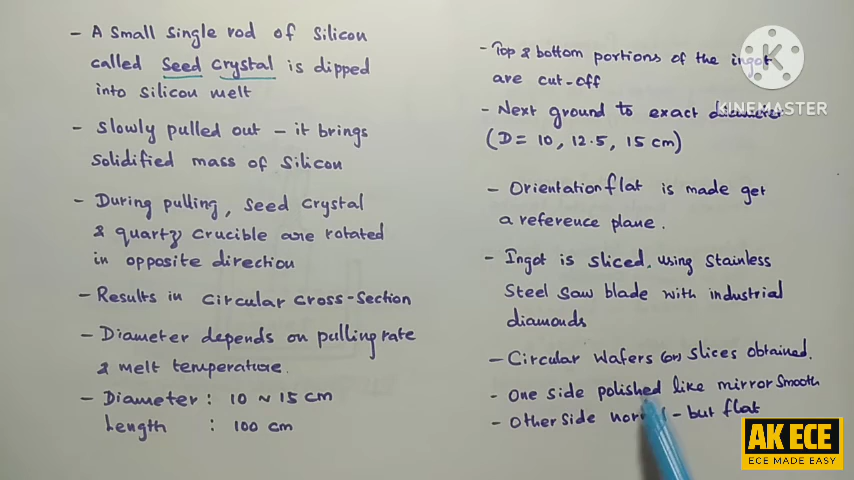 - A small single rod of silicon
called Seed crystal is dipped
into silicon melt
- Slowly pulled out - it brings
solidified mass of silicon
- During pulling, seed crystal
& quartz crucible are rotated
in opposite direction
- Results in circular cross-section
- Diameter depends on pulling rate
& melt temperature.
- Diameter : 10 ~ 15 cm
Length : 100 cm
- Top & bottom portions of the ingot
are cut-off
- Next ground to exact diameter
(D = 10, 12.5, 15 cm)
- Orientation flat is made get
a reference plane.
- Ingot is sliced, using stainless
steel saw blade with industrial
diamonds
- Circular wafers (or) slices obtained.
- One side polished like mirror smooth
- Other side - but flat
KINEMASTER
AK ECE
ECE MADE EASY